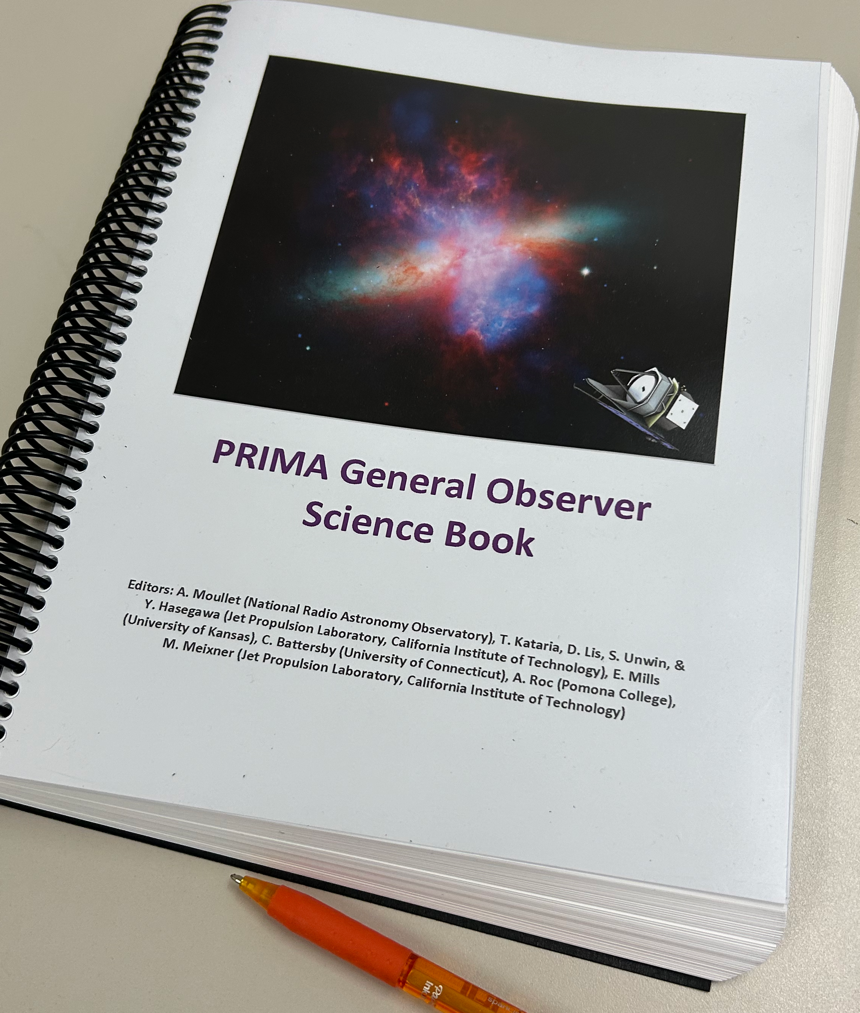 PRIMA General Observer
Science Book
Editors: A. Moullet (National Radio Astronomy Observatory), T. Kataria, D. Lis, S. Unwin, &
Y. Hasegawa (Jet Propulsion Laboratory, California Institute of Technology), E. Mills
(University of Kansas), C. Battersby (University of Connecticut), A. Roc (Pomona College),
M. Meixner (Jet Propulsion Laboratory, California Institute of Technology)